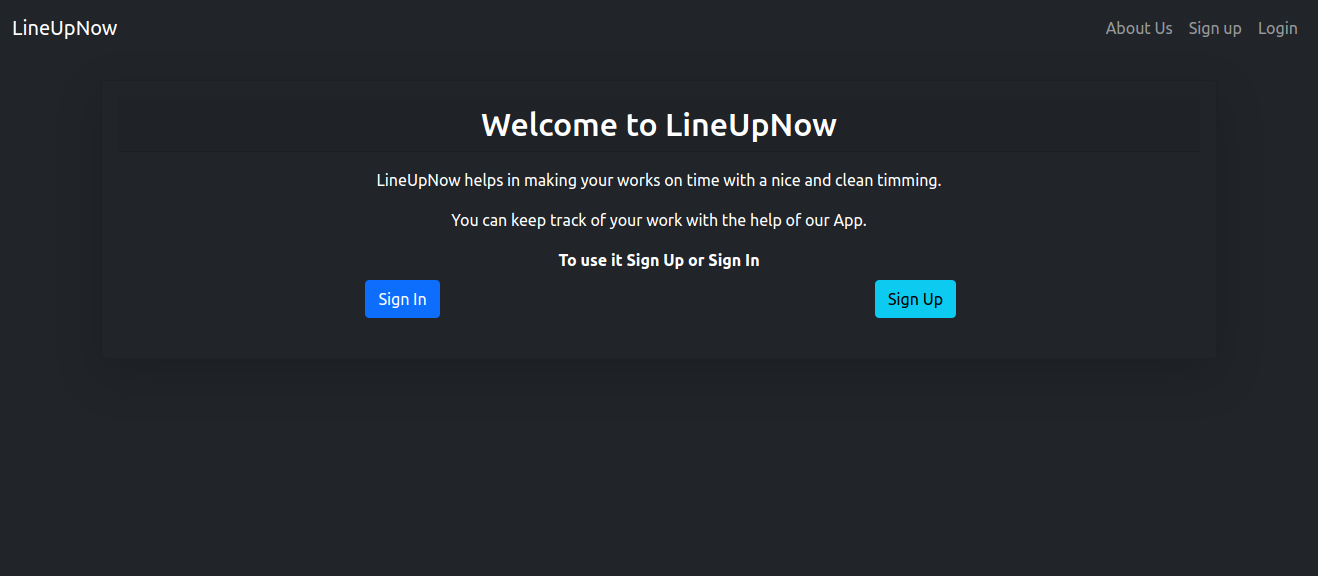 LineUpNow
About Us Sign up Login
Welcome to LineUpNow
LineUpNow helps in making your works on time with a nice and clean timming.
You can keep track of your work with the help of our App.
To use it Sign Up or Sign In
Sign In Sign Up